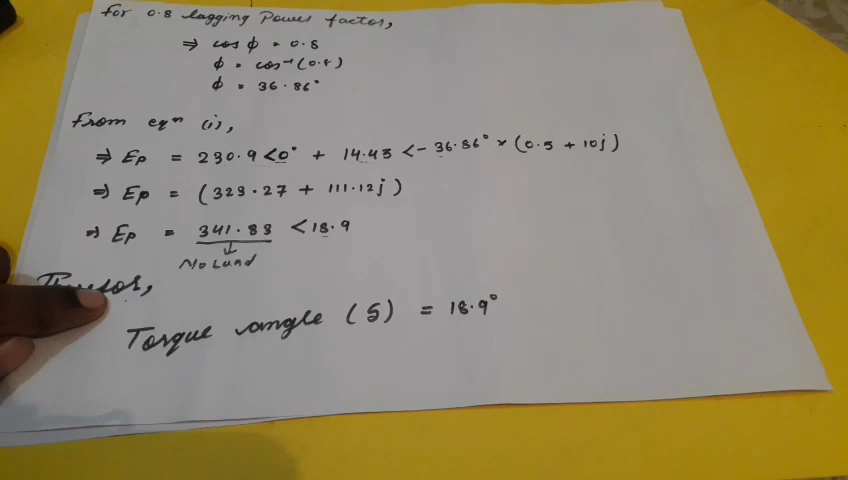 for 0.8 lagging Power factor,
⇒ cos ϕ = 0.8
ϕ = cos⁻¹(0.8)
ϕ = 36.86°
From eqⁿ (i),
⇒ Ep = 230.9 <0° + 14.43 <- 36.86° × (0.5 + 10j)
⇒ Ep = (323.27 + 111.12j)
⇒ Ep = 341.83 <18.9
↓
No Load
Torque angle (δ) = 18.9°